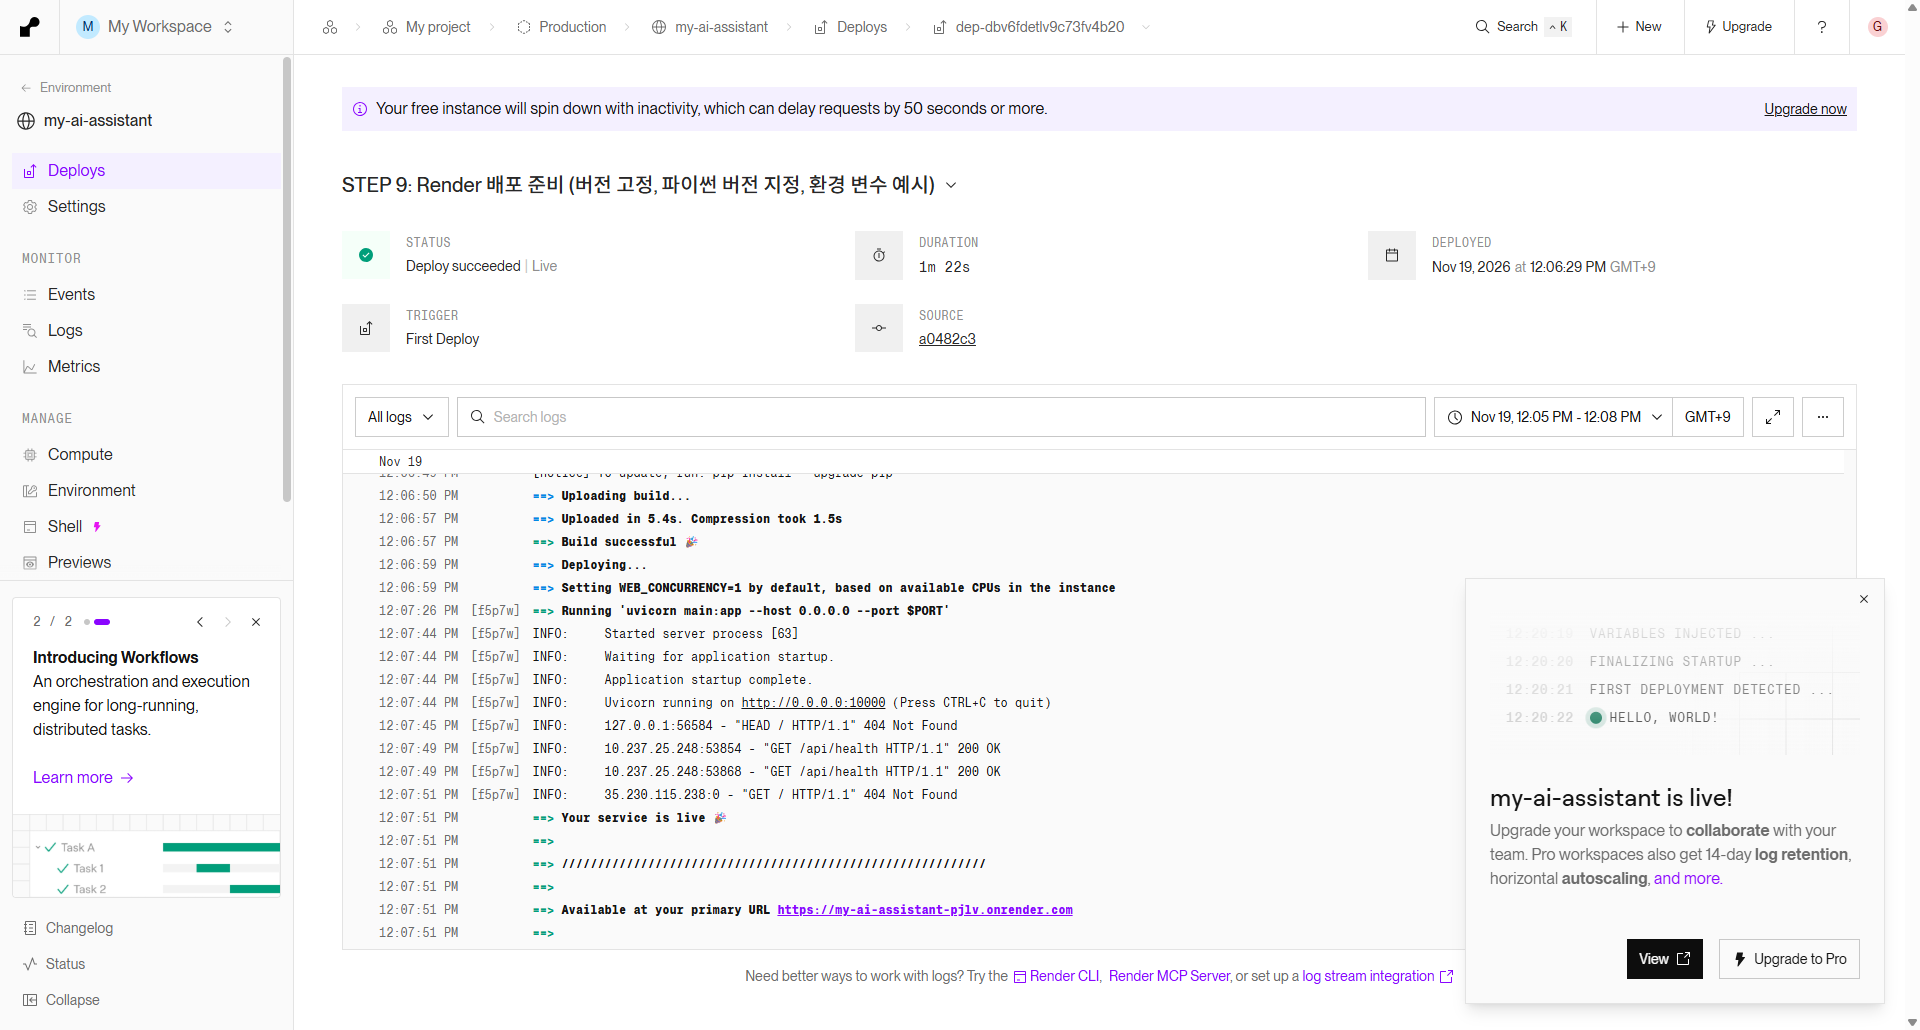 M My Workspace
My project
Production
my-ai-assistant
Deploys
dep-dbv6fdetlv9c73fv4b20
Search ^ K
New
Upgrade
?
G
Environment
my-ai-assistant
Deploys
Settings
MONITOR
Events
Logs
Metrics
MANAGE
Compute
Environment
Shell
Previews
2 / 2
Introducing Workflows
An orchestration and execution
engine for long-running,
distributed tasks.
Learn more →
Task A
Task 1
Task 2
Changelog
Status
Collapse
Your free instance will spin down with inactivity, which can delay requests by 50 seconds or more.
Upgrade now
STEP 9: Render 배포 준비 (버전 고정, 파이썬 버전 지정, 환경 변수 예시)
STATUS
Deploy succeeded | Live
DURATION
1m 22s
DEPLOYED
Nov 19, 2026 at 12:06:29 PM GMT+9
TRIGGER
First Deploy
SOURCE
a0482c3
All logs
Search logs
Nov 19, 12:05 PM - 12:08 PM
GMT+9
...
Nov 19
12:06:49 PM [notice] To update, run: pip install --upgrade pip
12:06:50 PM ==> Uploading build...
12:06:57 PM ==> Uploaded in 5.4s. Compression took 1.5s
12:06:57 PM ==> Build successful 🎉
12:06:59 PM ==> Deploying...
12:06:59 PM ==> Setting WEB_CONCURRENCY=1 by default, based on available CPUs in the instance
12:07:26 PM [f5p7w] ==> Running 'uvicorn main:app --host 0.0.0.0 --port $PORT'
12:07:44 PM [f5p7w] INFO: Started server process [63]
12:07:44 PM [f5p7w] INFO: Waiting for application startup.
12:07:44 PM [f5p7w] INFO: Application startup complete.
12:07:44 PM [f5p7w] INFO: Uvicorn running on http://0.0.0.0:10000 (Press CTRL+C to quit)
12:07:45 PM [f5p7w] INFO: 127.0.0.1:56584 - "HEAD / HTTP/1.1" 404 Not Found
12:07:49 PM [f5p7w] INFO: 10.237.25.248:53854 - "GET /api/health HTTP/1.1" 200 OK
12:07:49 PM [f5p7w] INFO: 10.237.25.248:53868 - "GET /api/health HTTP/1.1" 200 OK
12:07:51 PM [f5p7w] INFO: 35.230.115.238:0 - "GET / HTTP/1.1" 404 Not Found
12:07:51 PM ==> Your service is live 🎉
12:07:51 PM ==>
12:07:51 PM ==> ///////////////////////////////////////////////////////////
12:07:51 PM ==>
12:07:51 PM ==> Available at your primary URL https://my-ai-assistant-pjlv.onrender.com
12:07:51 PM ==>
Need better ways to work with logs? Try the Render CLI, Render MCP Server, or set up a log stream integration
12:20:19 VARIABLES INJECTED ...
12:20:20 FINALIZING STARTUP ...
12:20:21 FIRST DEPLOYMENT DETECTED ...
12:20:22 HELLO, WORLD!
my-ai-assistant is live!
Upgrade your workspace to collaborate with your
team. Pro workspaces also get 14-day log retention,
horizontal autoscaling, and more.
View
Upgrade to Pro